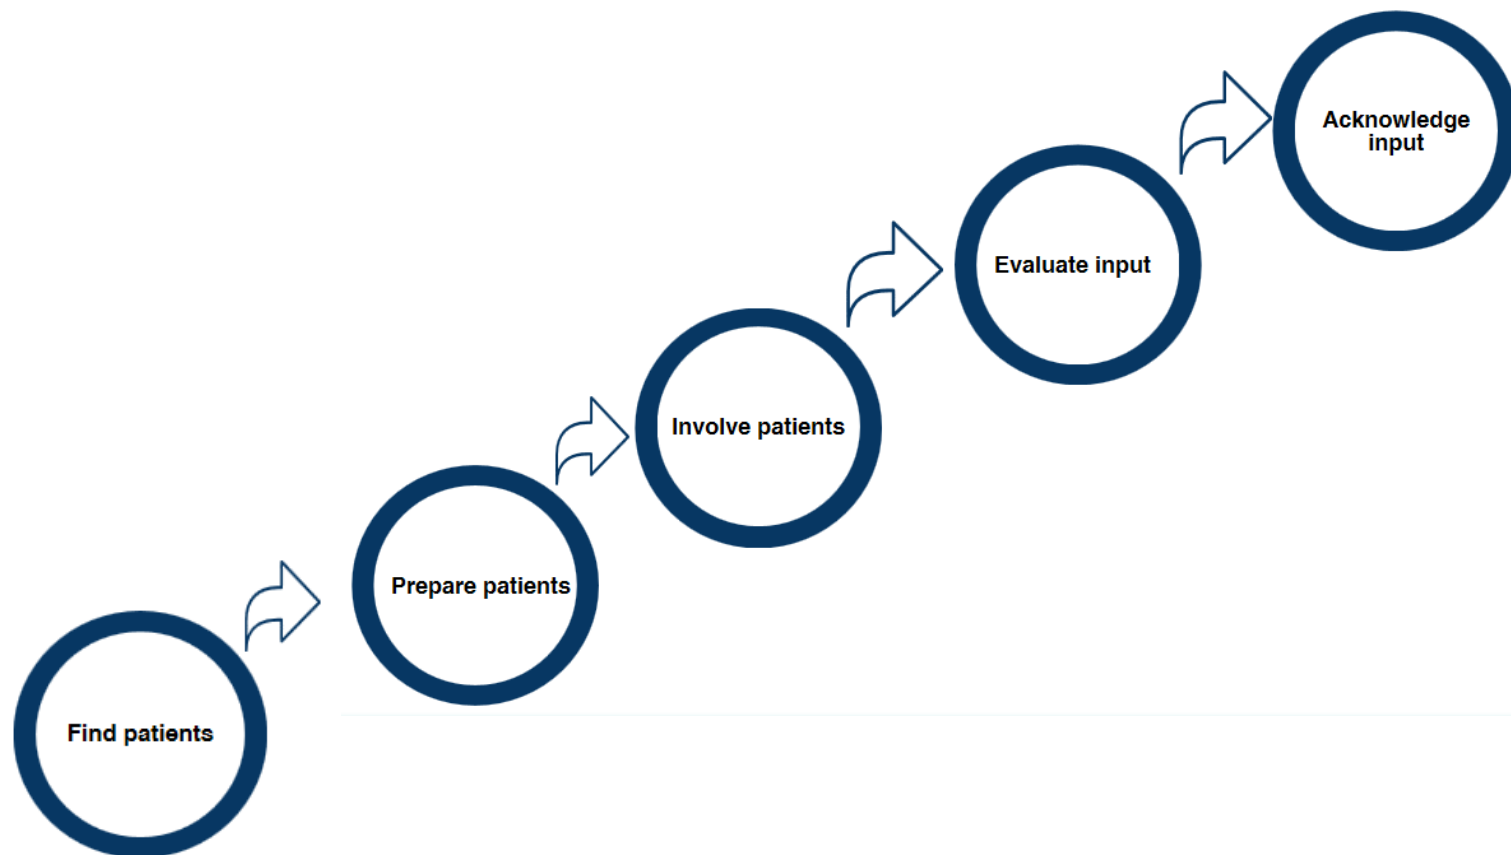 Find patients
Prepare patients
Involve patients
Evaluate input
Acknowledge
input